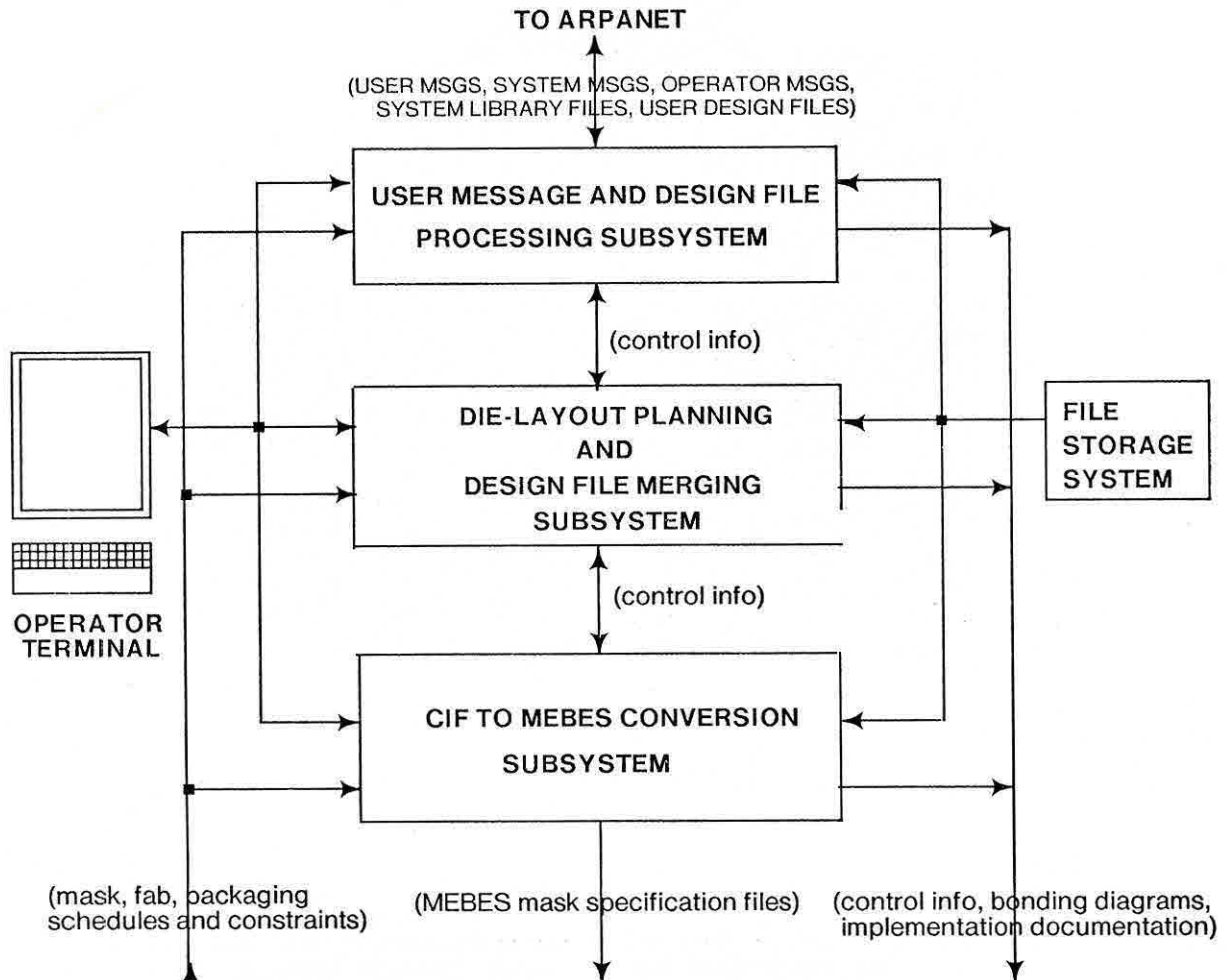 TO ARPANET
(USER MSGS, SYSTEM MSGS, OPERATOR MSGS,
SYSTEM LIBRARY FILES, USER DESIGN FILES)
USER MESSAGE AND DESIGN FILE
PROCESSING SUBSYSTEM
(control info)
DIE-LAYOUT PLANNING
AND
DESIGN FILE MERGING
SUBSYSTEM
FILE
STORAGE
SYSTEM
OPERATOR
TERMINAL
(control info)
CIF TO MEBES CONVERSION
SUBSYSTEM
(mask, fab, packaging
schedules and constraints)
(MEBES mask specification files)
(control info, bonding diagrams,
implementation documentation)